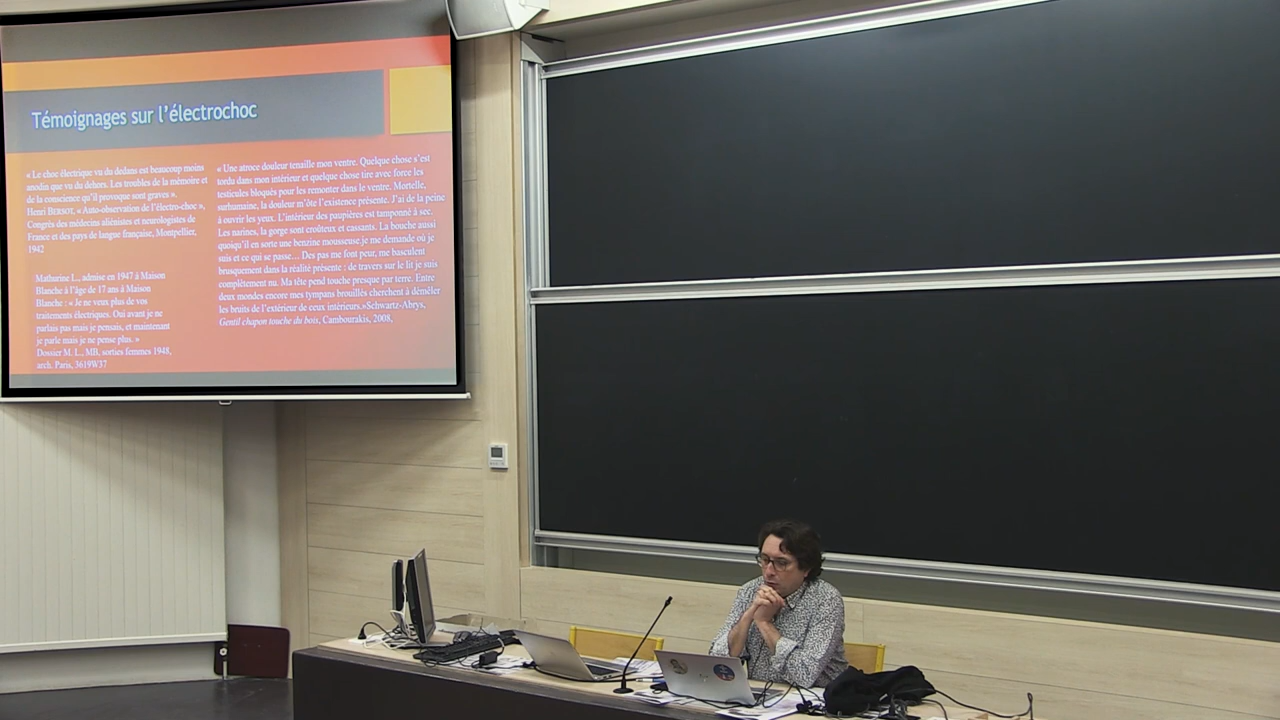 Témoignages sur l'électrochoc
« Le choc électrique vu du dedans est beaucoup moins
anodin que vu du dehors. Les troubles de la mémoire et
de la conscience qu'il provoque sont graves ».
Henri BERSOT, « Auto-observation de l'électro-choc »,
Congrès des médecins aliénistes et neurologistes de
France et des pays de langue française, Montpellier,
1942
Mathurine L., admise en 1947 à Maison
Blanche à l'âge de 17 ans à Maison
Blanche : « Je ne veux plus de vos
traitements électriques. Oui avant je ne
parlais pas mais je pensais, et maintenant
je parle mais je ne pense plus. »
Dossier M. L., MB, sorties femmes 1948,
arch. Paris, 3619W37
« Une atroce douleur tenaille mon ventre. Quelque chose s'est
tordu dans mon intérieur et quelque chose tire avec force les
testicules bloqués pour les remonter dans le ventre. Mortelle,
surhumaine, la douleur m'ôte l'existence présente. J'ai de la peine
à ouvrir les yeux. L'intérieur des paupières est tamponné à sec.
Les narines, la gorge sont croûteux et cassants. La bouche aussi
quoiqu'il en sorte une benzine mousseuse.je me demande où je
suis et ce qui se passe… Des pas me font peur, me basculent
brusquement dans la réalité présente : de travers sur le lit je suis
complètement nu. Ma tête pend touche presque par terre. Entre
deux mondes encore mes tympans brouillés cherchent à démêler
les bruits de l'extérieur de ceux intérieurs.»Schwartz-Abrys,
Gentil chapon touche du bois, Cambourakis, 2008,